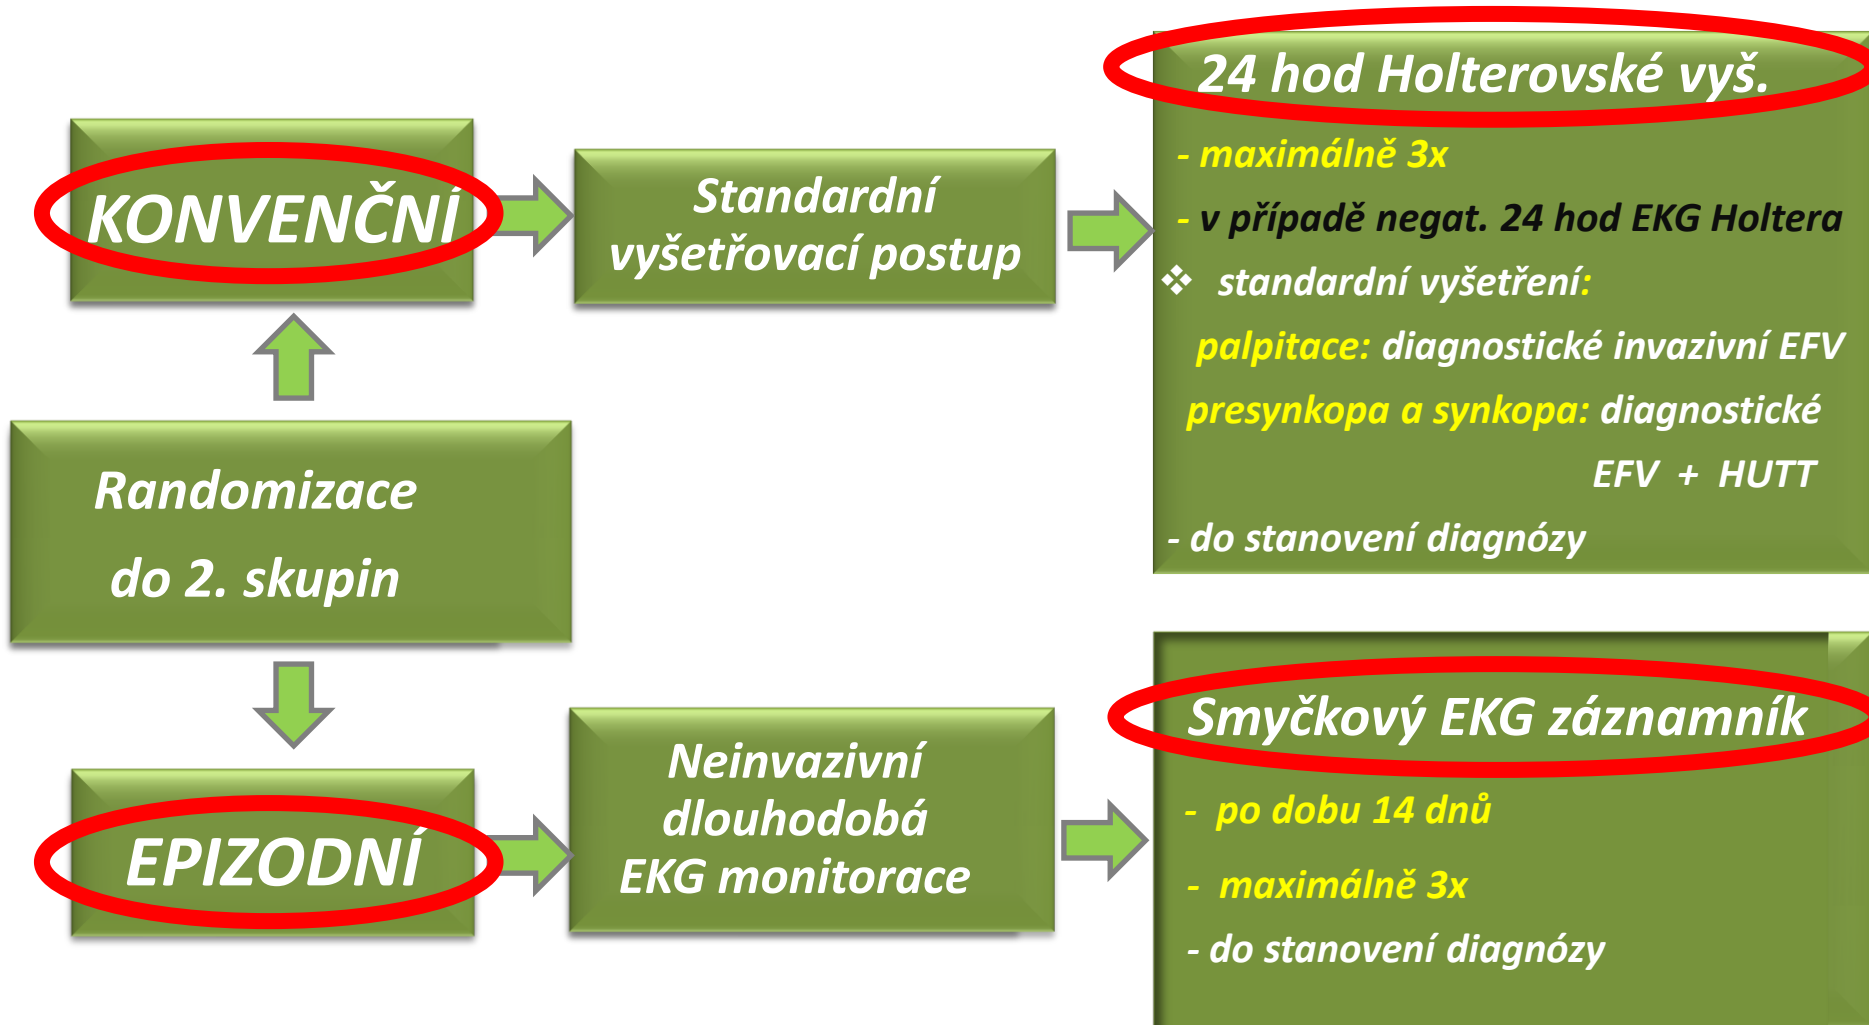 KONVENČNÍ
Standardní
vyšetřovací postup
24 hod Holterovské vyš.
- maximálně 3x
- v případě negat. 24 hod EKG Holtera
❖ standardní vyšetření:
palpitace: diagnostické invazivní EFV
presynkopa a synkopa: diagnostické
EFV + HUTT
- do stanovení diagnózy
Randomizace
do 2. skupin
EPIZODNÍ
Neinvazivní
dlouhodobá
EKG monitorace
Smyčkový EKG záznamník
- po dobu 14 dnů
- maximálně 3x
- do stanovení diagnózy